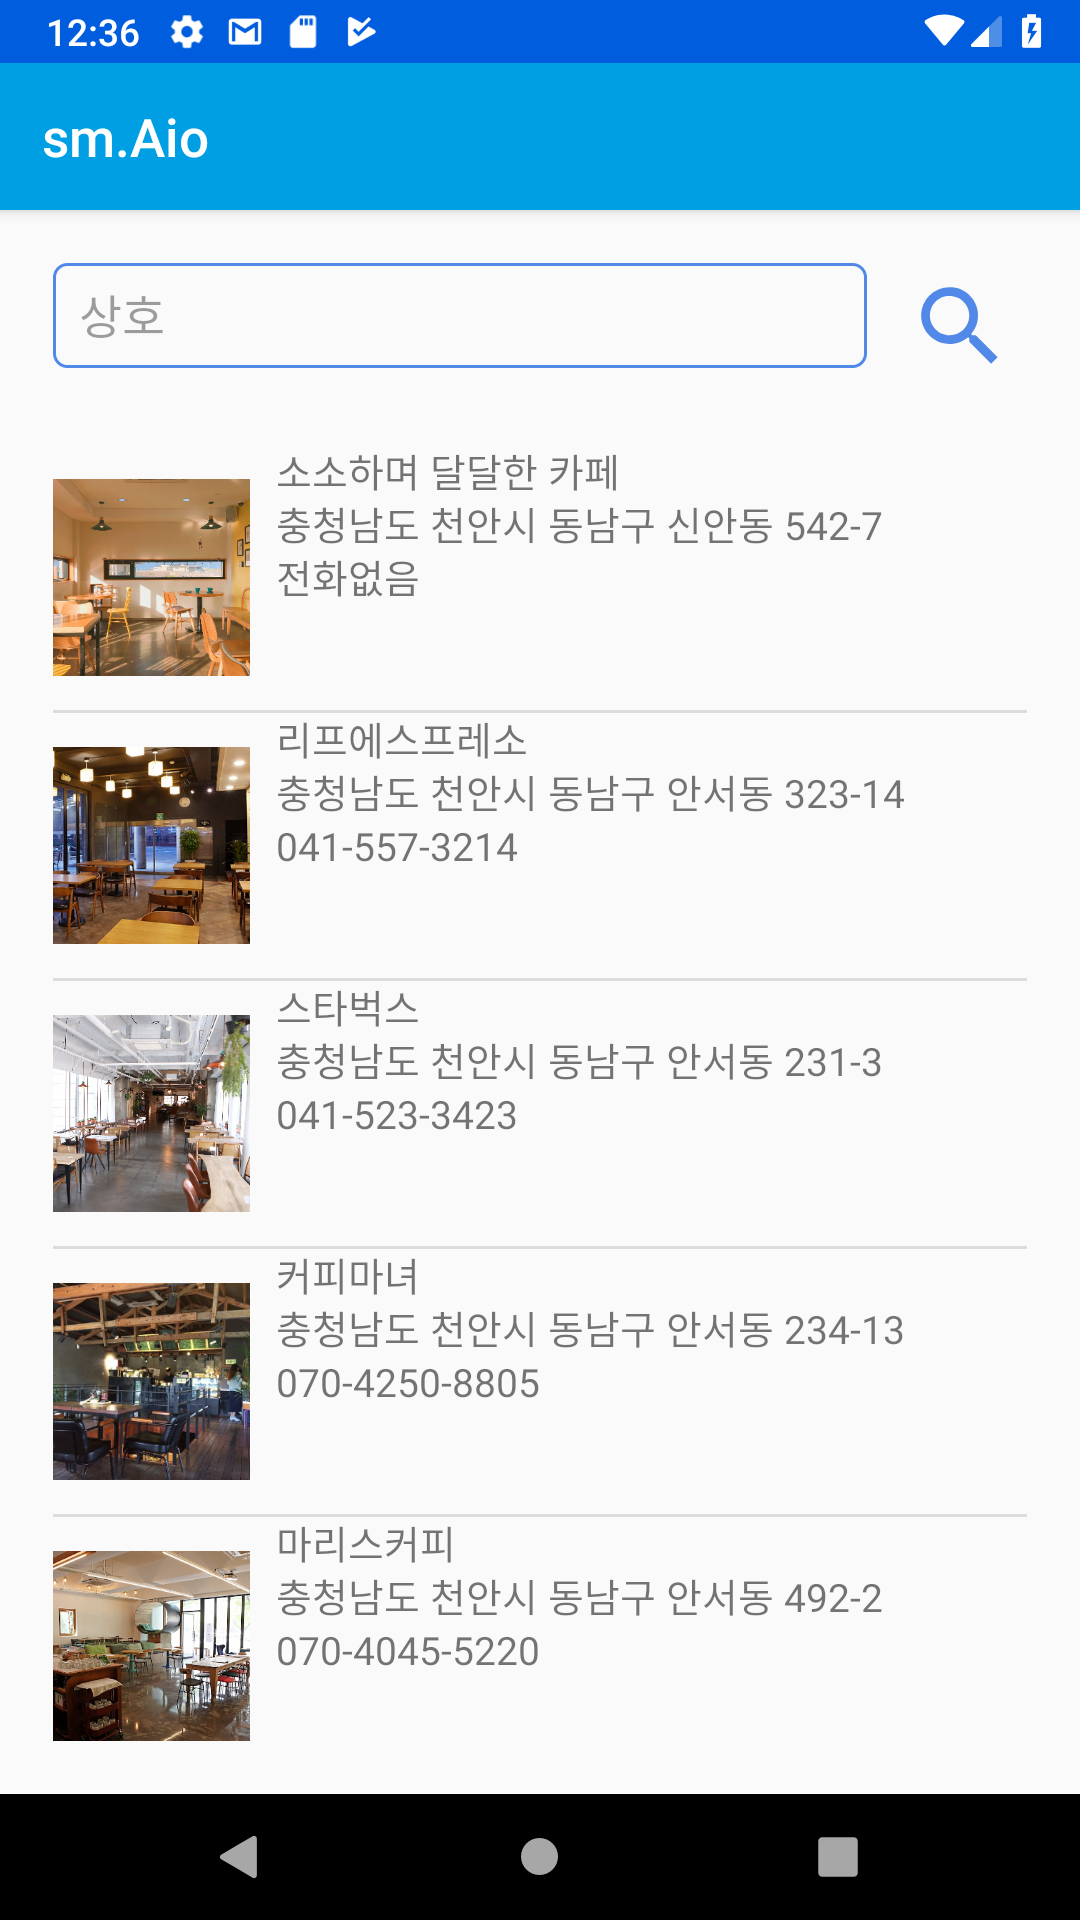 12:36
sm.Aio
상호
소소하며 달달한 카페
충청남도 천안시 동남구 신안동 542-7
전화없음
리프에스프레소
충청남도 천안시 동남구 안서동 323-14
041-557-3214
스타벅스
충청남도 천안시 동남구 안서동 231-3
041-523-3423
커피마녀
충청남도 천안시 동남구 안서동 234-13
070-4250-8805
마리스커피
충청남도 천안시 동남구 안서동 492-2
070-4045-5220